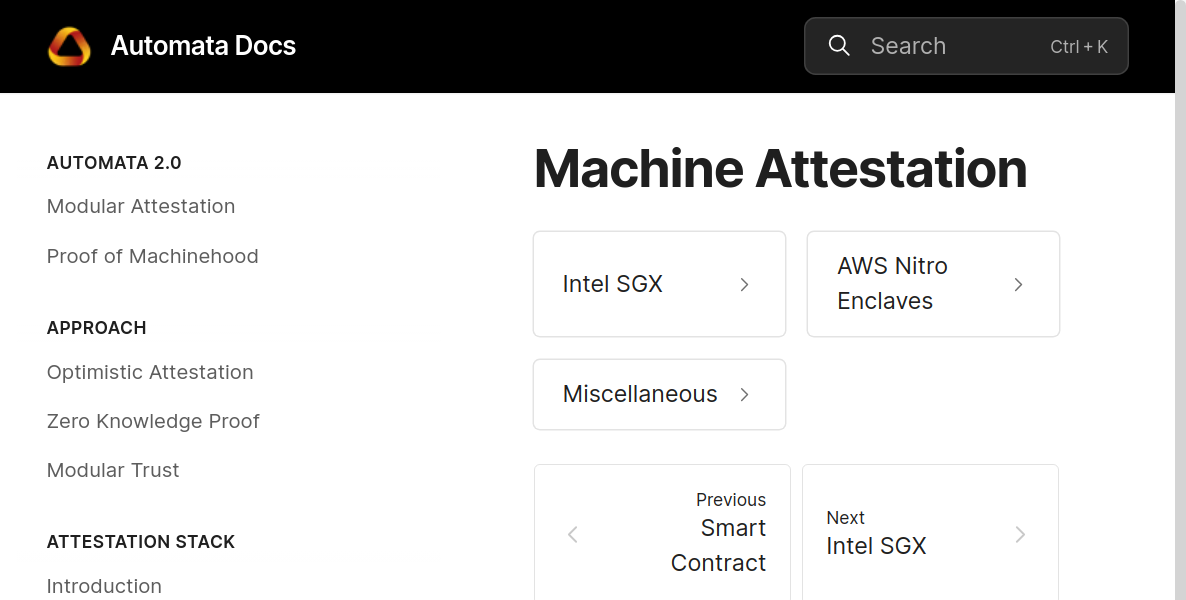 Automata Docs
Search
Ctrl + K
AUTOMATA 2.0
Modular Attestation
Proof of Machinehood
APPROACH
Optimistic Attestation
Zero Knowledge Proof
Modular Trust
ATTESTATION STACK
Introduction
Machine Attestation
Intel SGX
AWS Nitro
Enclaves
Miscellaneous
Previous
Smart
Contract
Next
Intel SGX